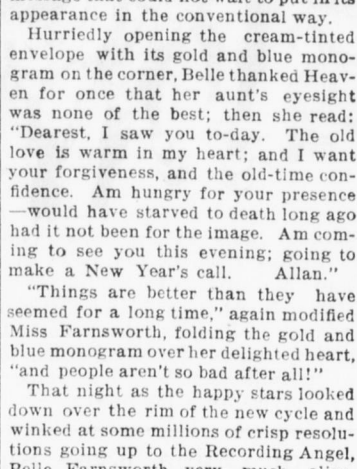 appearance in the conventional way.
Hurriedly opening the cream-tinted
envelope with its gold and blue mono-
gram on the corner, Belle thanked Heav-
en for once that her aunt's eyesight
was none of the best; then she read:
"Dearest, I saw you to-day. The old
love is warm in my heart; and I want
your forgiveness, and the old-time con-
fidence. Am hungry for your presence
—would have starved to death long ago
had it not been for the image. Am com-
ing to see you this evening; going to
make a New Year's call. Allan."
"Things are better than they have
seemed for a long time," again modified
Miss Farnsworth, folding the gold and
blue monogram over her delighted heart,
"and people aren't so bad after all!"
That night as the happy stars looked
down over the rim of the new cycle and
winked at some millions of crisp resolu-
tions going up to the Recording Angel,
Belle Farnsworth very much